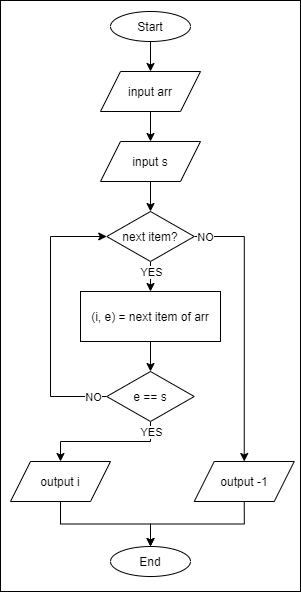 Start
input arr
input s
next item?
NO
YES
(i, e) = next item of arr
NO
e == s
YES
output i
output -1
End